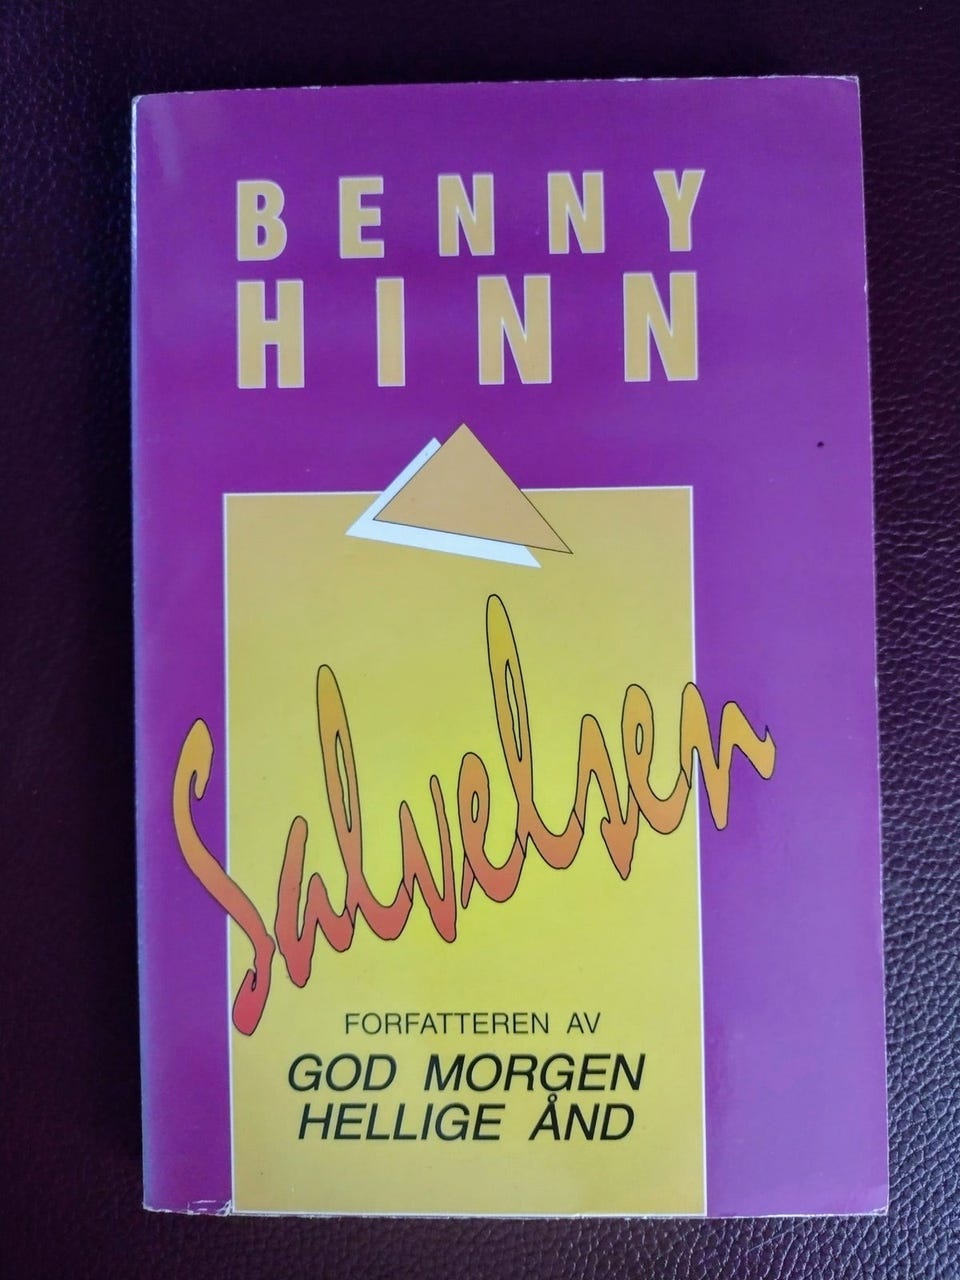 BENNY
HINN
Salvelsen
FORFATTEREN AV
GOD MORGEN
HELLIGE ÅND